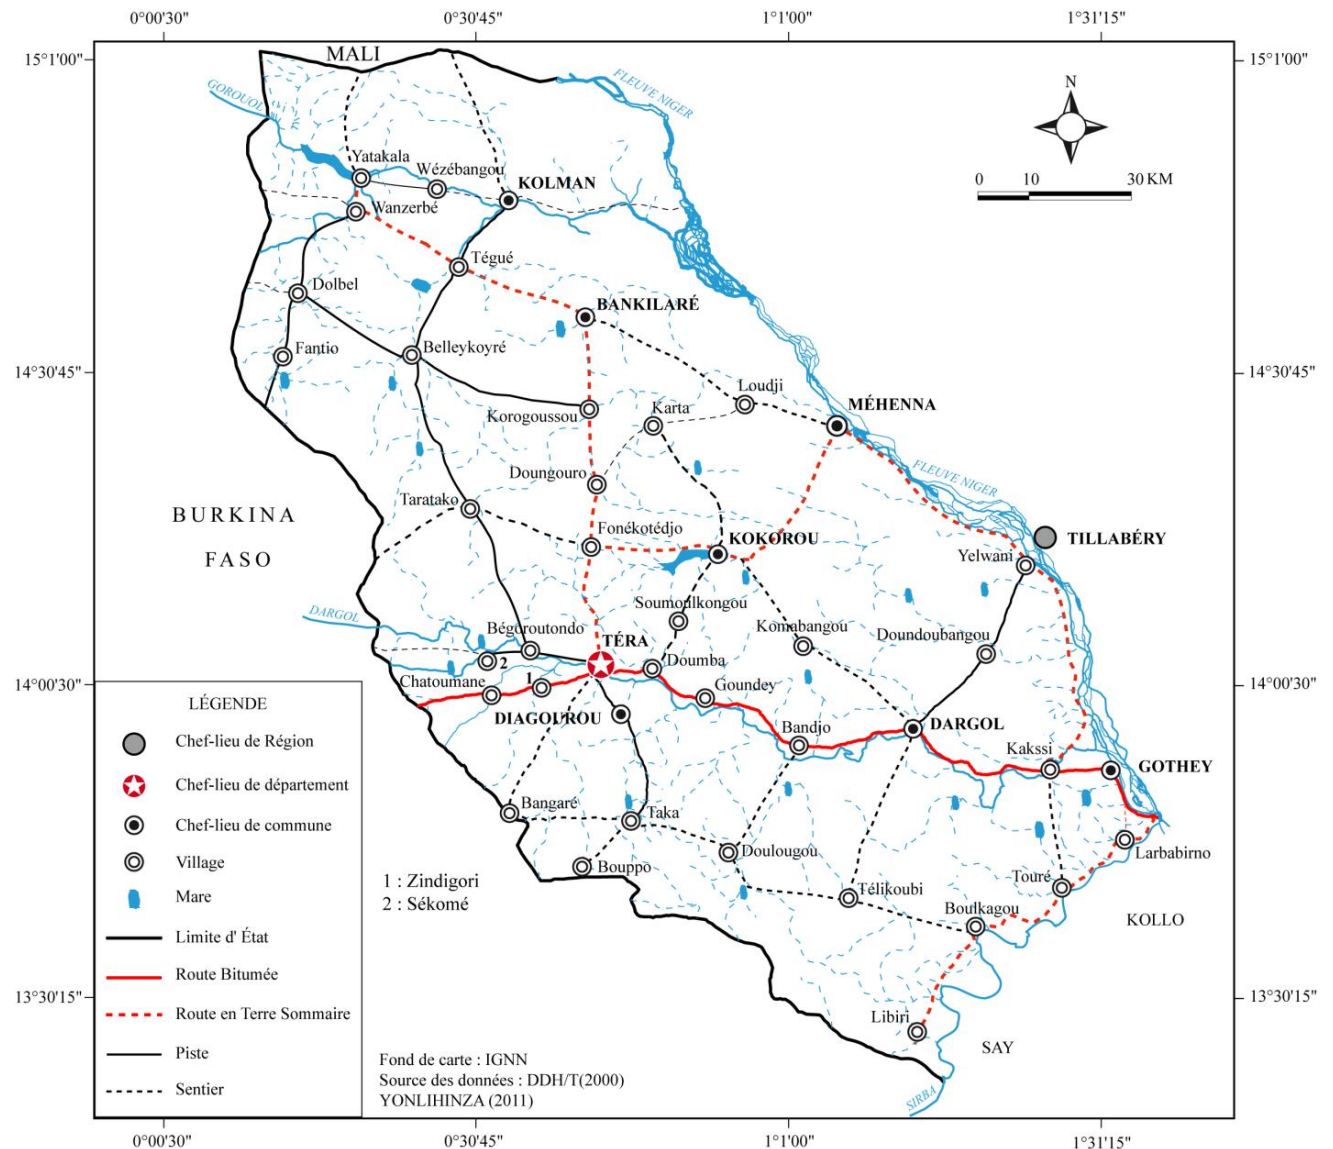 0°00'30"
0°30'45"
1°1'00"
1°31'15"
15°1'00"
15°1'00"
MALI
FLEUVE NIGER
GOROUOL
N
Yatakala
Wézébangou
KOLMAN
0 10 30 KM
Wanzerbé
Tégué
Dolbel
BANKILARÉ
Fantio
Belleykoyré
14°30'45"
14°30'45"
Loudji
Korogoussou
Karta
MÉHENNA
Doungouro
FLEUVE NIGER
Taratako
BURKINA
FASO
Fonékotédjo
KOKOROU
TILLABÉRY
Yelwani
DARGOL
Soumoulkongou
Bégoroutondo
TÉRA
Komabangou
Doundoubangou
2
Doumba
Chatoumane
1
14°00'30"
14°00'30"
Goundey
DIAGOUROU
Bandjo
DARGOL
Kakssi
GOTHEY
Bangaré
Taka
Larbabirno
Doulougou
Bouppo
Touré
Télikoubi
Boulkagou
KOLLO
1 : Zindigori
2 : Sékomé
13°30'15"
13°30'15"
Libiri
SAY
SIRBA
LÉGENDE
Chef-lieu de Région
Chef-lieu de département
Chef-lieu de commune
Village
Mare
Limite d' État
Route Bitumée
Route en Terre Sommaire
Piste
Sentier
Fond de carte : IGNN
Source des données : DDH/T(2000)
YONLIHINZA (2011)
0°00'30"
0°30'45"
1°1'00"
1°31'15"